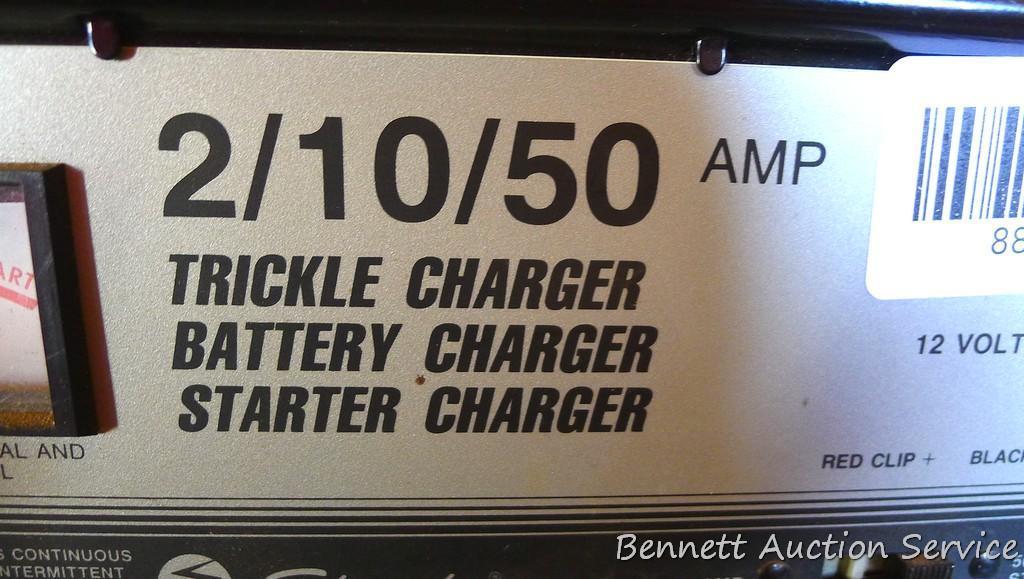 2/10/50 AMP
TRICKLE CHARGER
BATTERY CHARGER
STARTER CHARGER
88
12 VOLT
RED CLIP +
AND
CONTINUOUS
Bennett Auction Service